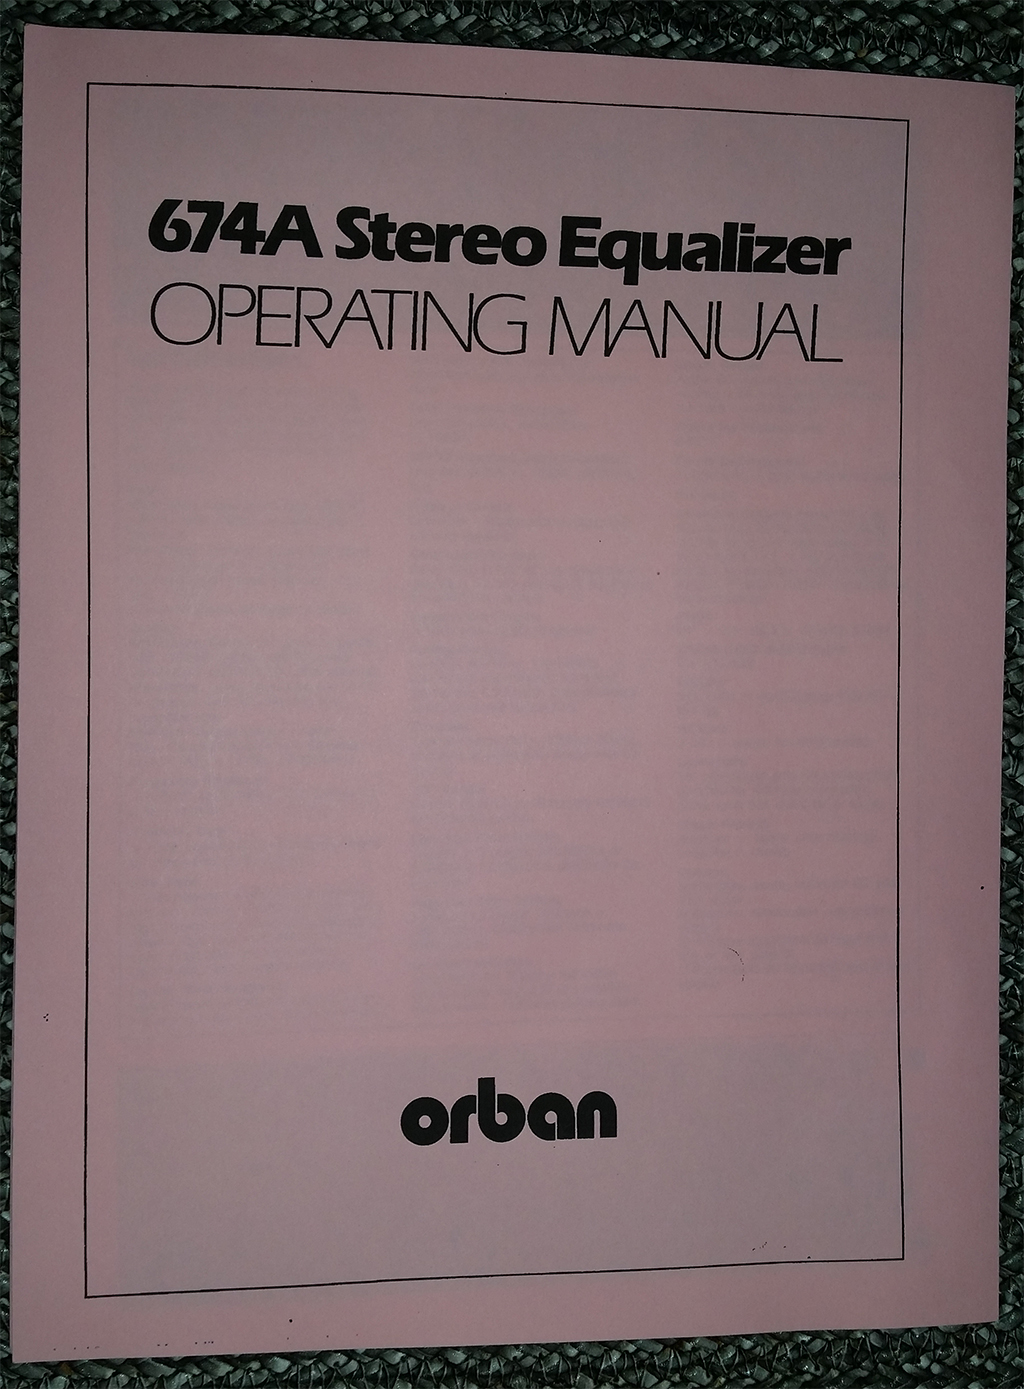 674A Stereo Equalizer
OPERATING MANUAL
orban